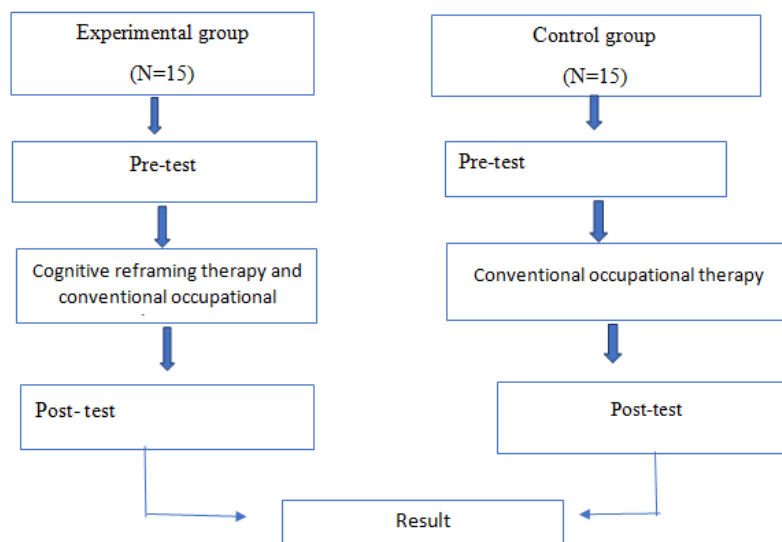 Experimental group
(N=15)
Control group
(N=15)
Pre-test
Pre-test
Cognitive reframing therapy and
conventional occupational
Conventional occupational therapy
Post- test
Post-test
Result